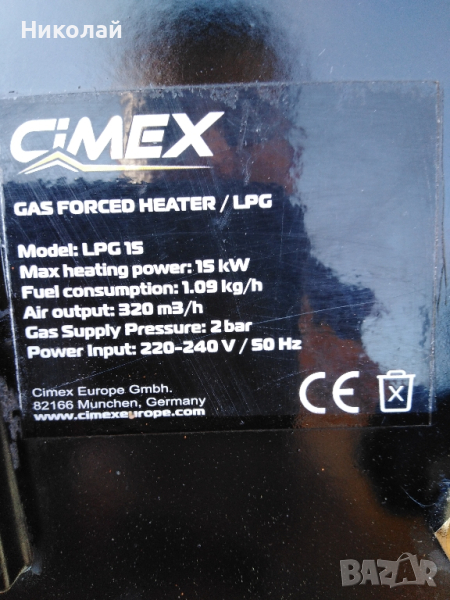 Николай
CiMEX
GAS FORCED HEATER / LPG
Model: LPG 15
Max heating power: 15 kW
Fuel consumption: 1.09 kg/h
Air output: 320 m3/h
Gas Supply Pressure: 2 bar
Power Input: 220-240 V / 50 Hz
Cimex Europe Gmbh.
82166 Munchen, Germany
www.cimexeurope.com
CE
X
BAZAR